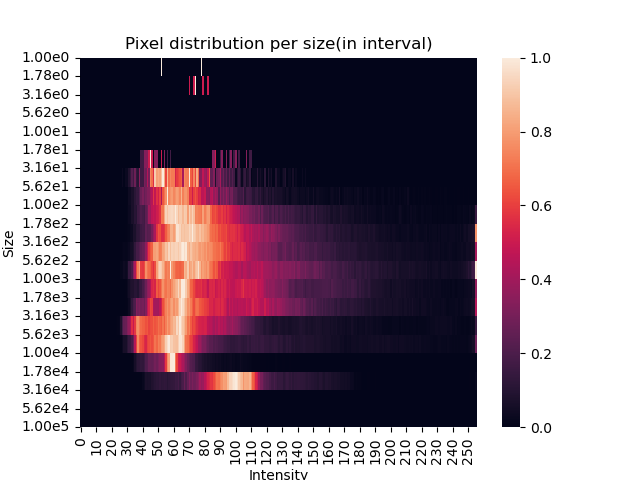 Pixel distribution per size(in interval)
1.00e0
1.78e0
3.16e0
5.62e0
1.00e1
1.78e1
3.16e1
5.62e1
1.00e2
1.78e2
3.16e2
5.62e2
1.00e3
1.78e3
3.16e3
5.62e3
1.00e4
1.78e4
3.16e4
5.62e4
1.00e5
Size
0 10 20 30 40 50 60 70 80 90 100 110 120 130 140 150 160 170 180 190 200 210 220 230 240 250
Intensity
1.0
0.8
0.6
0.4
0.2
0.0